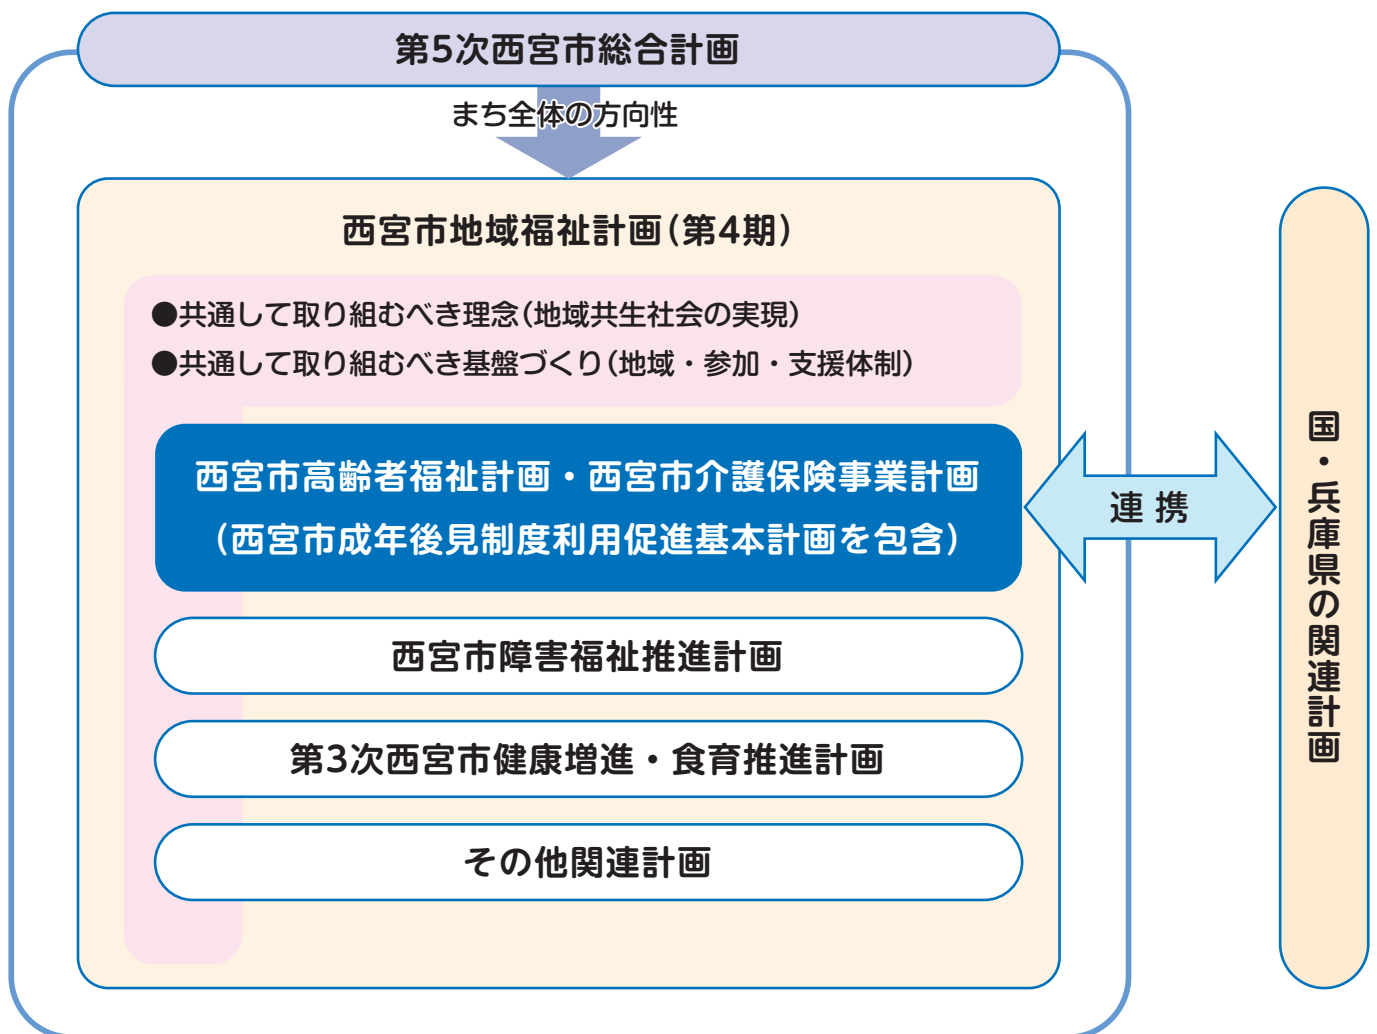 第5次西宮市総合計画
まち全体の方向性
西宮市地域福祉計画(第4期)
●共通して取り組むべき理念(地域共生社会の実現)
●共通して取り組むべき基盤づくり(地域・参加・支援体制)
西宮市高齢者福祉計画・西宮市介護保険事業計画
(西宮市成年後見制度利用促進基本計画を包含)
連携
西宮市障害福祉推進計画
第3次西宮市健康増進・食育推進計画
その他関連計画
国・兵庫県の関連計画